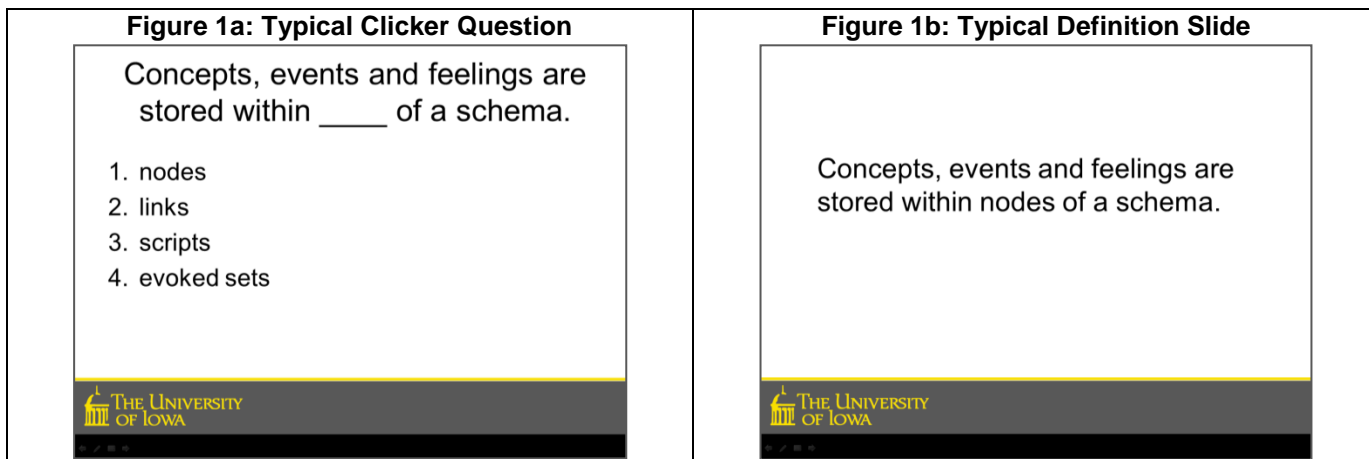 Figure 1a: Typical Clicker Question
Concepts, events and feelings are
stored within ____ of a schema.
1. nodes
2. links
3. scripts
4. evoked sets
THE UNIVERSITY
OF IOWA
Figure 1b: Typical Definition Slide
Concepts, events and feelings are
stored within nodes of a schema.
THE UNIVERSITY
OF IOWA